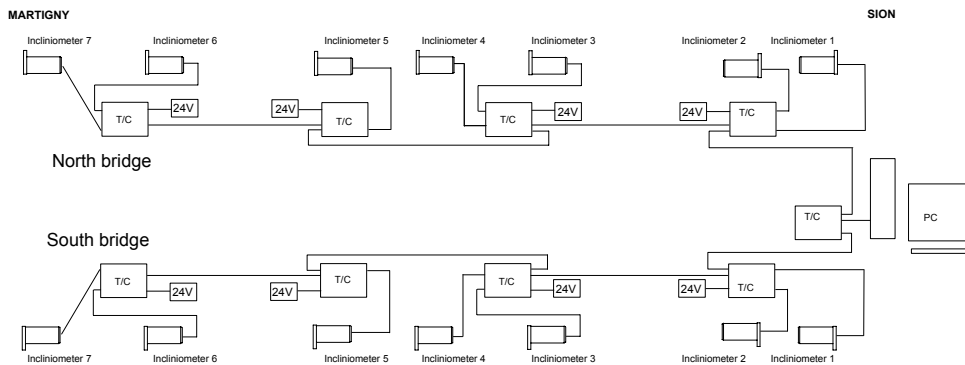 MARTIGNY
SION
Incliniometer 7
Incliniometer 6
Incliniometer 5
Incliniometer 4
Incliniometer 3
Incliniometer 2
Incliniometer 1
T/C
24V
24V
T/C
T/C
24V
24V
T/C
North bridge
T/C
PC
South bridge
T/C
24V
24V
T/C
T/C
24V
24V
T/C
Incliniometer 7
Incliniometer 6
Incliniometer 5
Incliniometer 4
Incliniometer 3
Incliniometer 2
Incliniometer 1